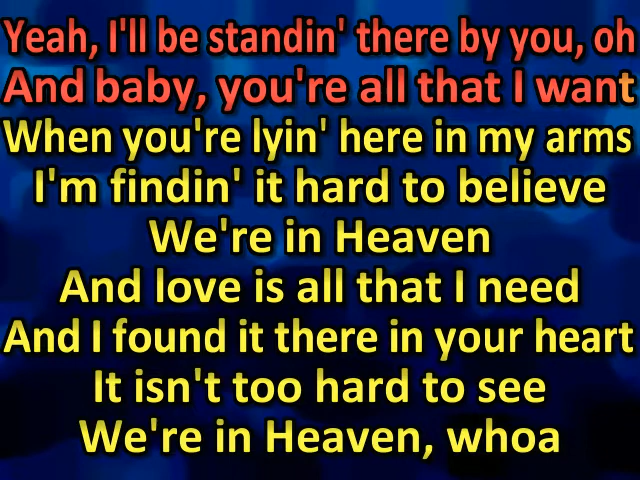 Yeah, I'll be standin' there by you, oh
And baby, you're all that I want
When you're lyin' here in my arms
I'm findin' it hard to believe
We're in Heaven
And love is all that I need
And I found it there in your heart
It isn't too hard to see
We're in Heaven, whoa